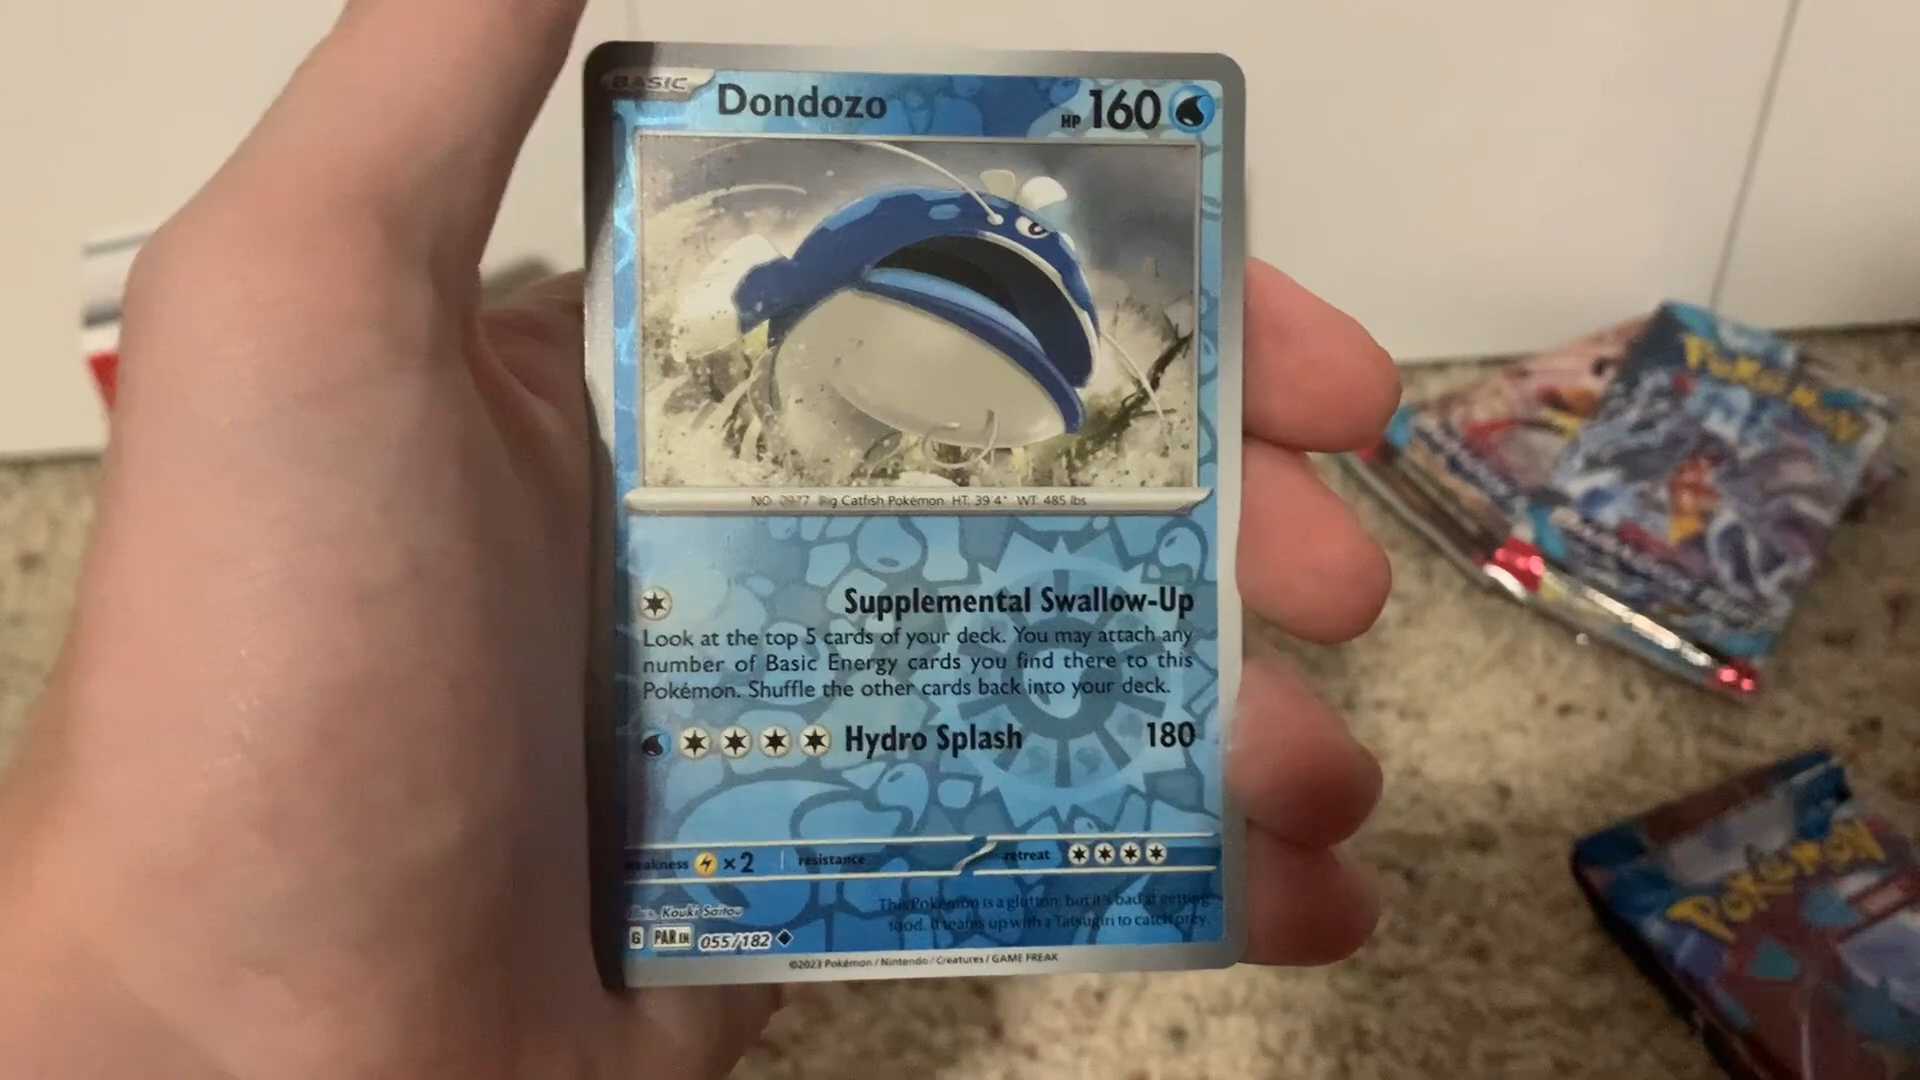 BASIC
Dondozo
HP 160
NO. 0977 Big Catfish Pokémon HT: 39'4" WT: 485 lbs.
Supplemental Swallow-Up
Look at the top 5 cards of your deck. You may attach any
number of Basic Energy cards you find there to this
Pokémon. Shuffle the other cards back into your deck.
Hydro Splash 180
weakness ×2 resistance retreat
Illus. Kouki Saitou
This Pokémon is a glutton, but it's bad at getting
food. It teams up with a Tatsugiri to catch prey.
G PAR EN 055/182
©2023 Pokémon / Nintendo / Creatures / GAME FREAK
POKéMON
POKéMON